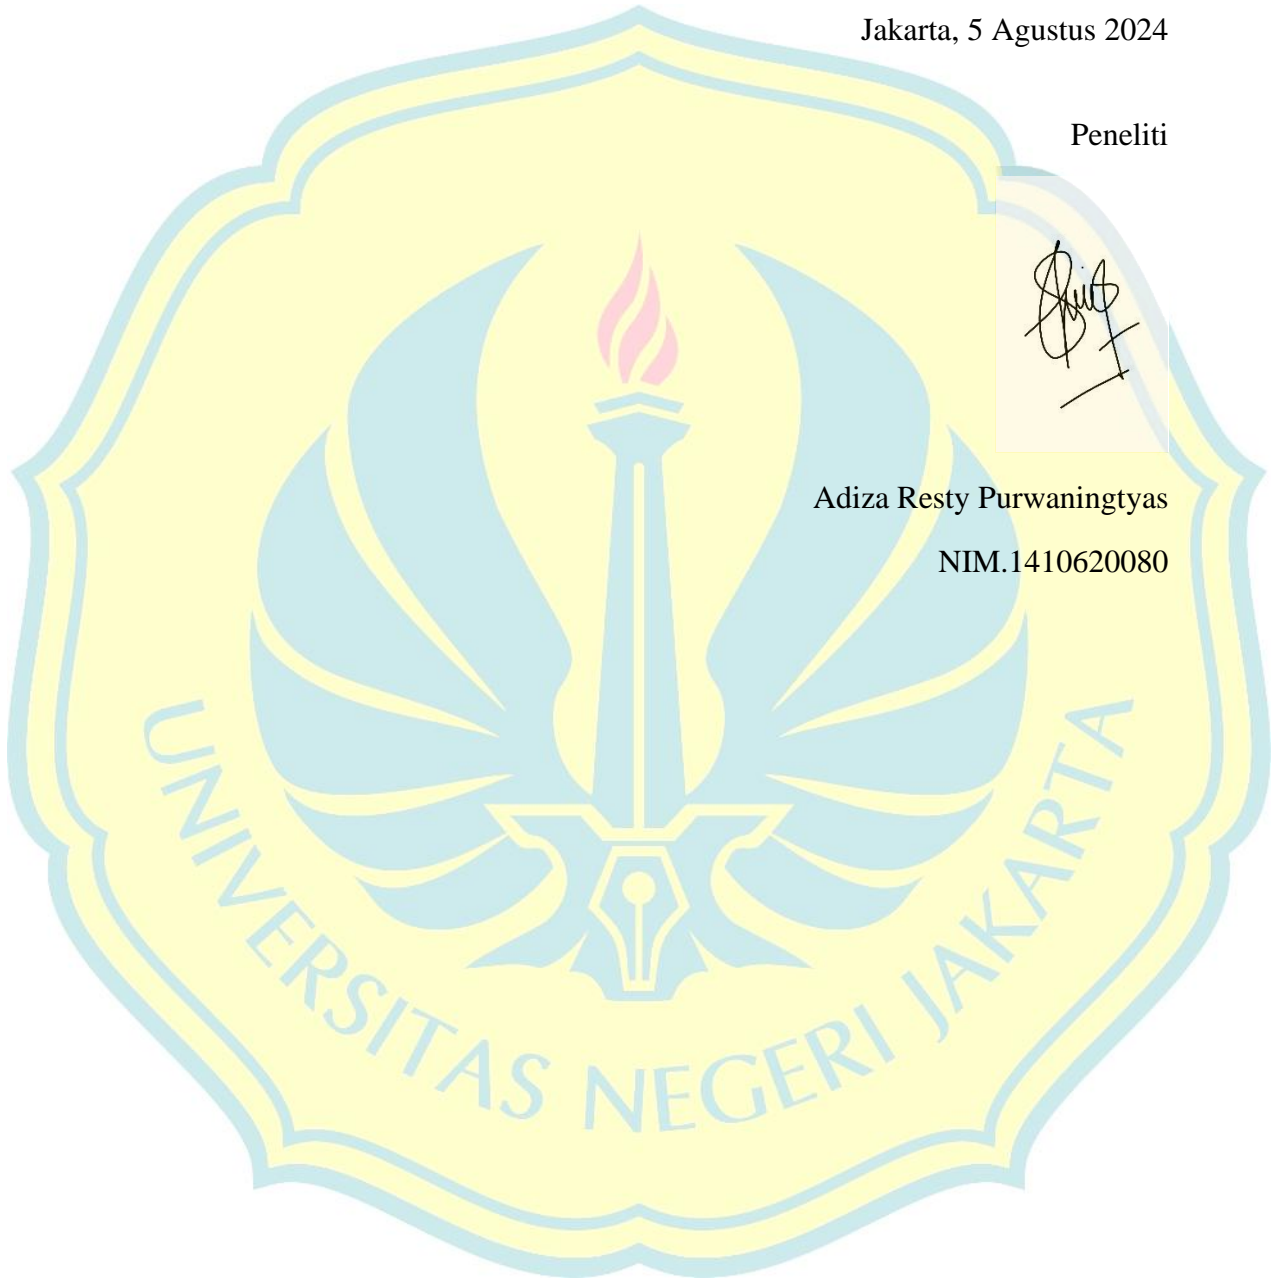 Jakarta, 5 Agustus 2024
Peneliti
Adiza Resty Purwaningtyas
NIM.1410620080
UNIVERSITAS NEGERI JAKARTA